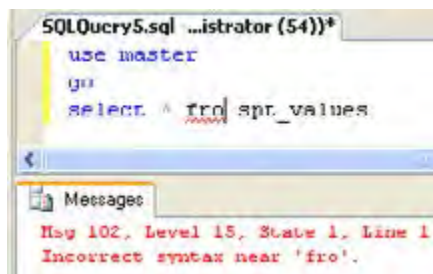 SQLQuery5.sql ...istrator (54))*
use master
go
select * fro spt_values
Messages
Msg 102, Level 15, State 1, Line 1
Incorrect syntax near 'fro'.